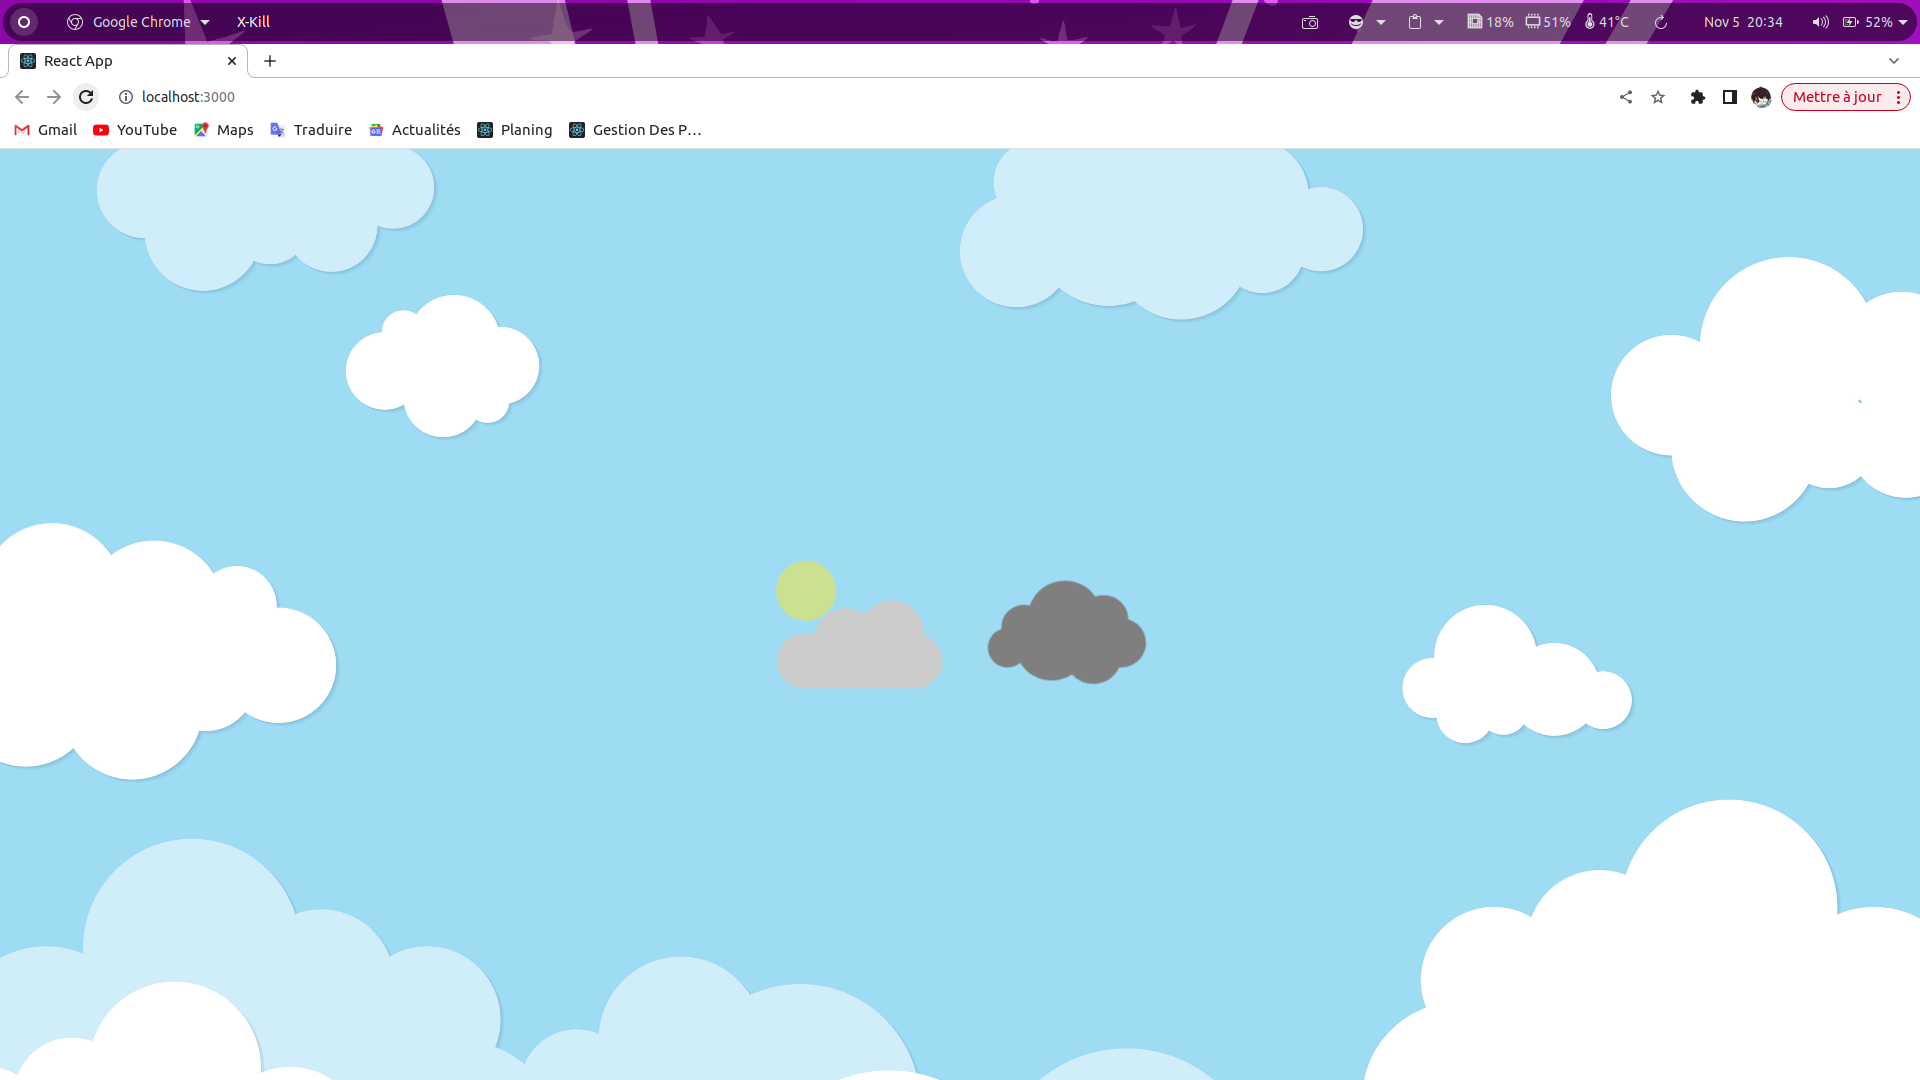 Google Chrome X-Kill 18% 51% 41°C Nov 5 20:34 52%
React App
localhost:3000 Mettre à jour
Gmail YouTube Maps Traduire Actualités Planing Gestion Des P…